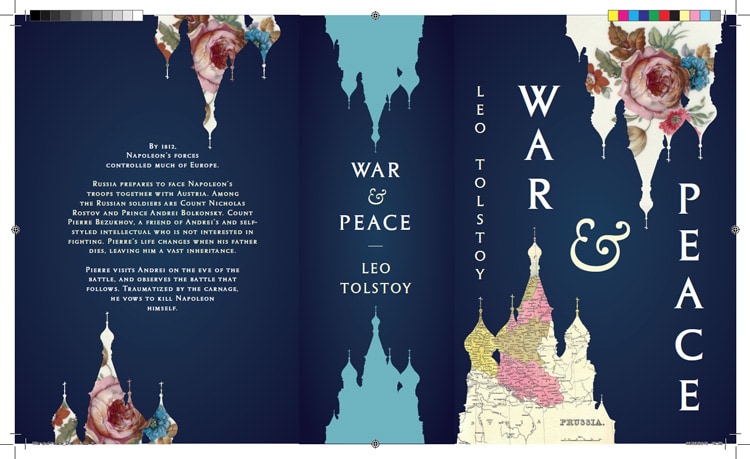 By 1812,
Napoleon's forces
controlled much of Europe.
Russia prepares to face Napoleon's
troops together with Austria. Among
the Russian soldiers are Count Nicholas
Rostov and Prince Andrei Bolkonsky. Count
Pierre Bezukhov, a friend of Andrei's and self-
styled intellectual who is not interested in
fighting. Pierre's life changes when his father
dies, leaving him a vast inheritance.
Pierre visits Andrei on the eve of the
battle, and observes the battle that
follows. Traumatized by the carnage,
he vows to kill Napoleon
himself.
WAR
&
PEACE
LEO
TOLSTOY
LEO TOLSTOY
WAR
&
PEACE
PRUSSIA.